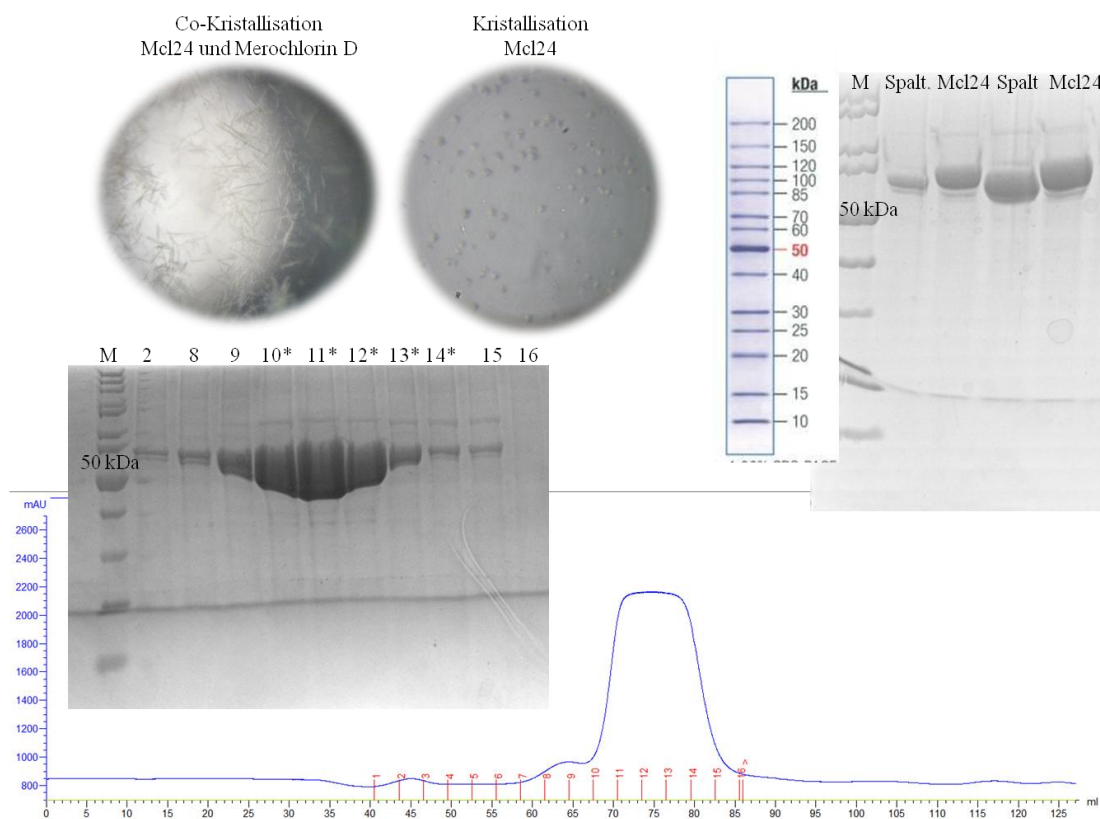 Co-Kristallisation
Mcl24 und Merochlorin D
Kristallisation
Mcl24
kDa
200
150
120
100
85
70
60
50
40
30
25
20
15
10
M Spalt. Mcl24 Spalt Mcl24
50 kDa
M 2 8 9 10* 11* 12* 13* 14* 15 16
50 kDa
mAU
2600
2400
2200
2000
1800
1600
1400
1200
1000
800
1 2 3 4 5 6 7 8 9 10 11 12 13 14 15 16 >
0 5 10 15 20 25 30 35 40 45 50 55 60 65 70 75 80 85 90 95 100 105 110 115 120 125 ml